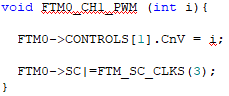 void FTM0_CH1_PWM (int i){
FTM0->CONTROLS[1].CnV = i;
FTM0->SC|=FTM_SC_CLKS(3);
}